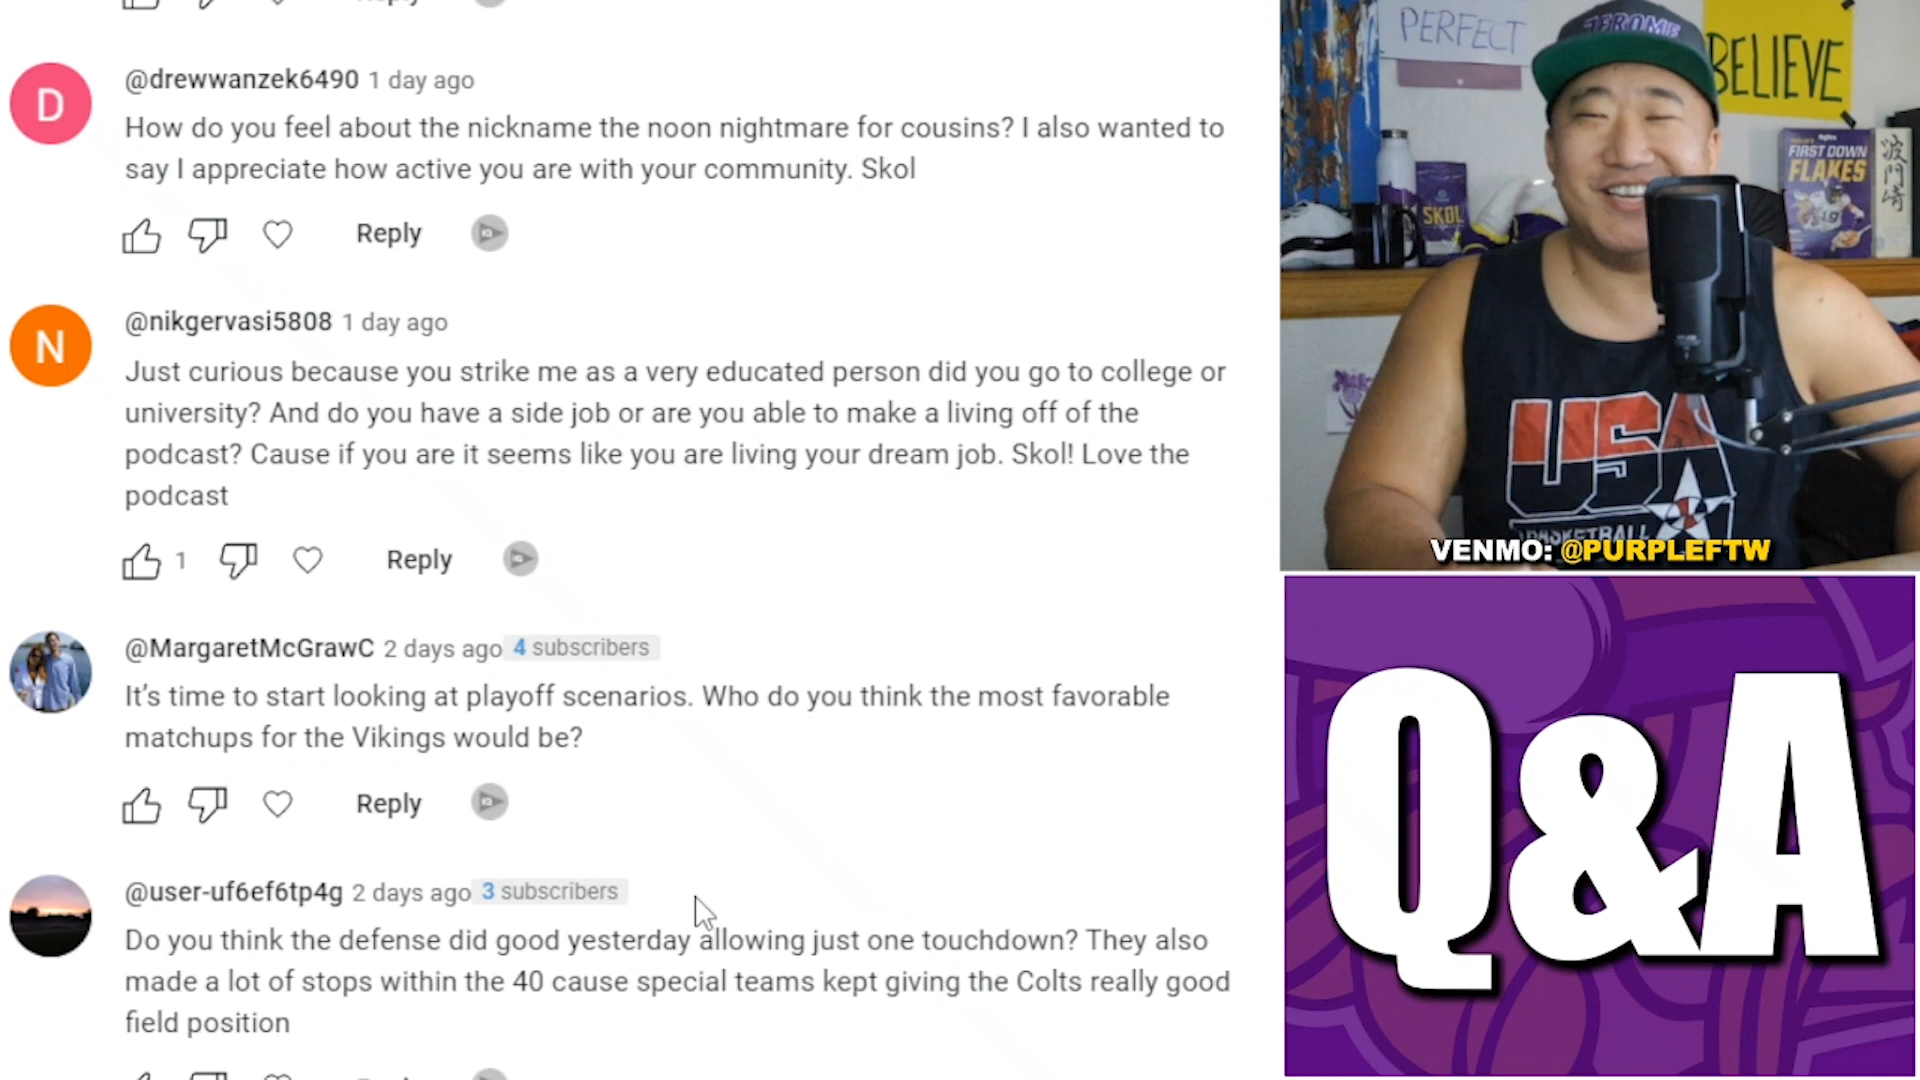 Reply
@drewwanzek6490 1 day ago
How do you feel about the nickname the noon nightmare for cousins? I also wanted to
say I appreciate how active you are with your community. Skol
Reply
@nikgervasi5808 1 day ago
Just curious because you strike me as a very educated person did you go to college or
university? And do you have a side job or are you able to make a living off of the
podcast? Cause if you are it seems like you are living your dream job. Skol! Love the
podcast
1 Reply
@MargaretMcGrawC 2 days ago 4 subscribers
It's time to start looking at playoff scenarios. Who do you think the most favorable
matchups for the Vikings would be?
Reply
@user-uf6ef6tp4g 2 days ago 3 subscribers
Do you think the defense did good yesterday allowing just one touchdown? They also
made a lot of stops within the 40 cause special teams kept giving the Colts really good
field position
D
N
PERFECT
JEROME
BELIEVE
FIRST DOWN
FLAKES
19
波
門
崎
SKOL
USA
BASKETBALL
VENMO: @PURPLEFTW
Q&A